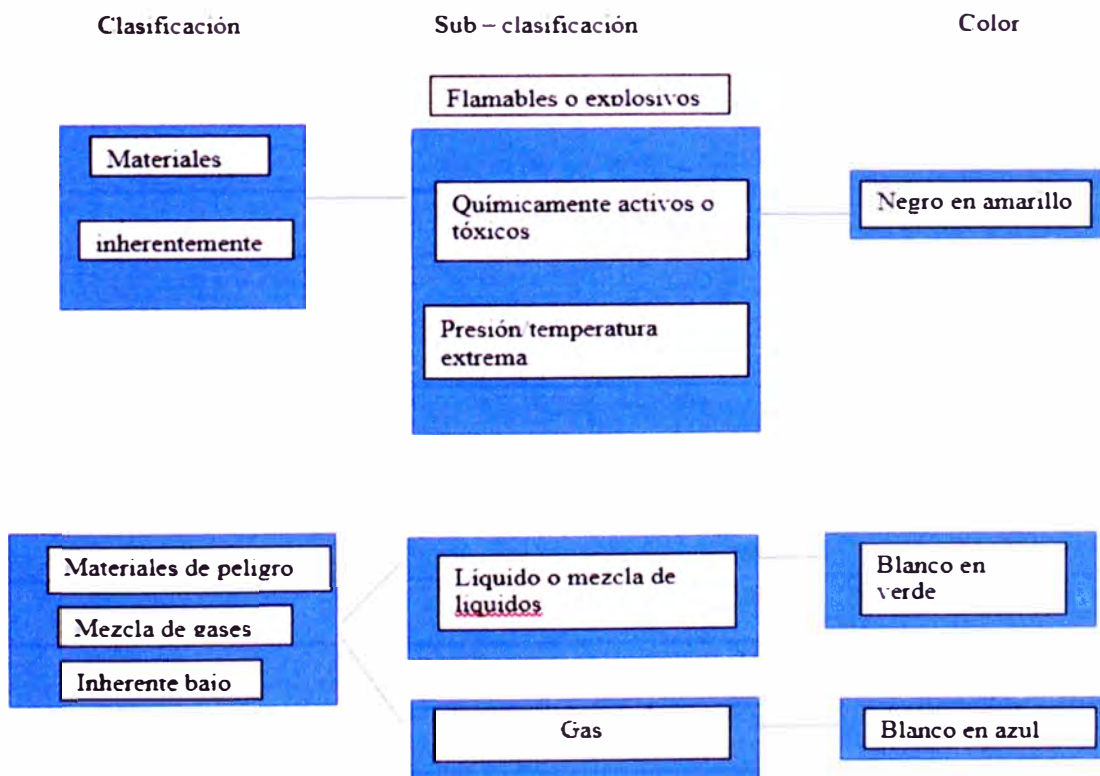 Clasificación
Sub – clasificación
Color
Flamables o explosivos
Materiales
inherentemente
Químicamente activos o
tóxicos
Negro en amarillo
Presión/temperatura
extrema
Materiales de peligro
Mezcla de gases
Inherente bajo
Líquido o mezcla de
liquidos
Blanco en
verde
Gas
Blanco en azul